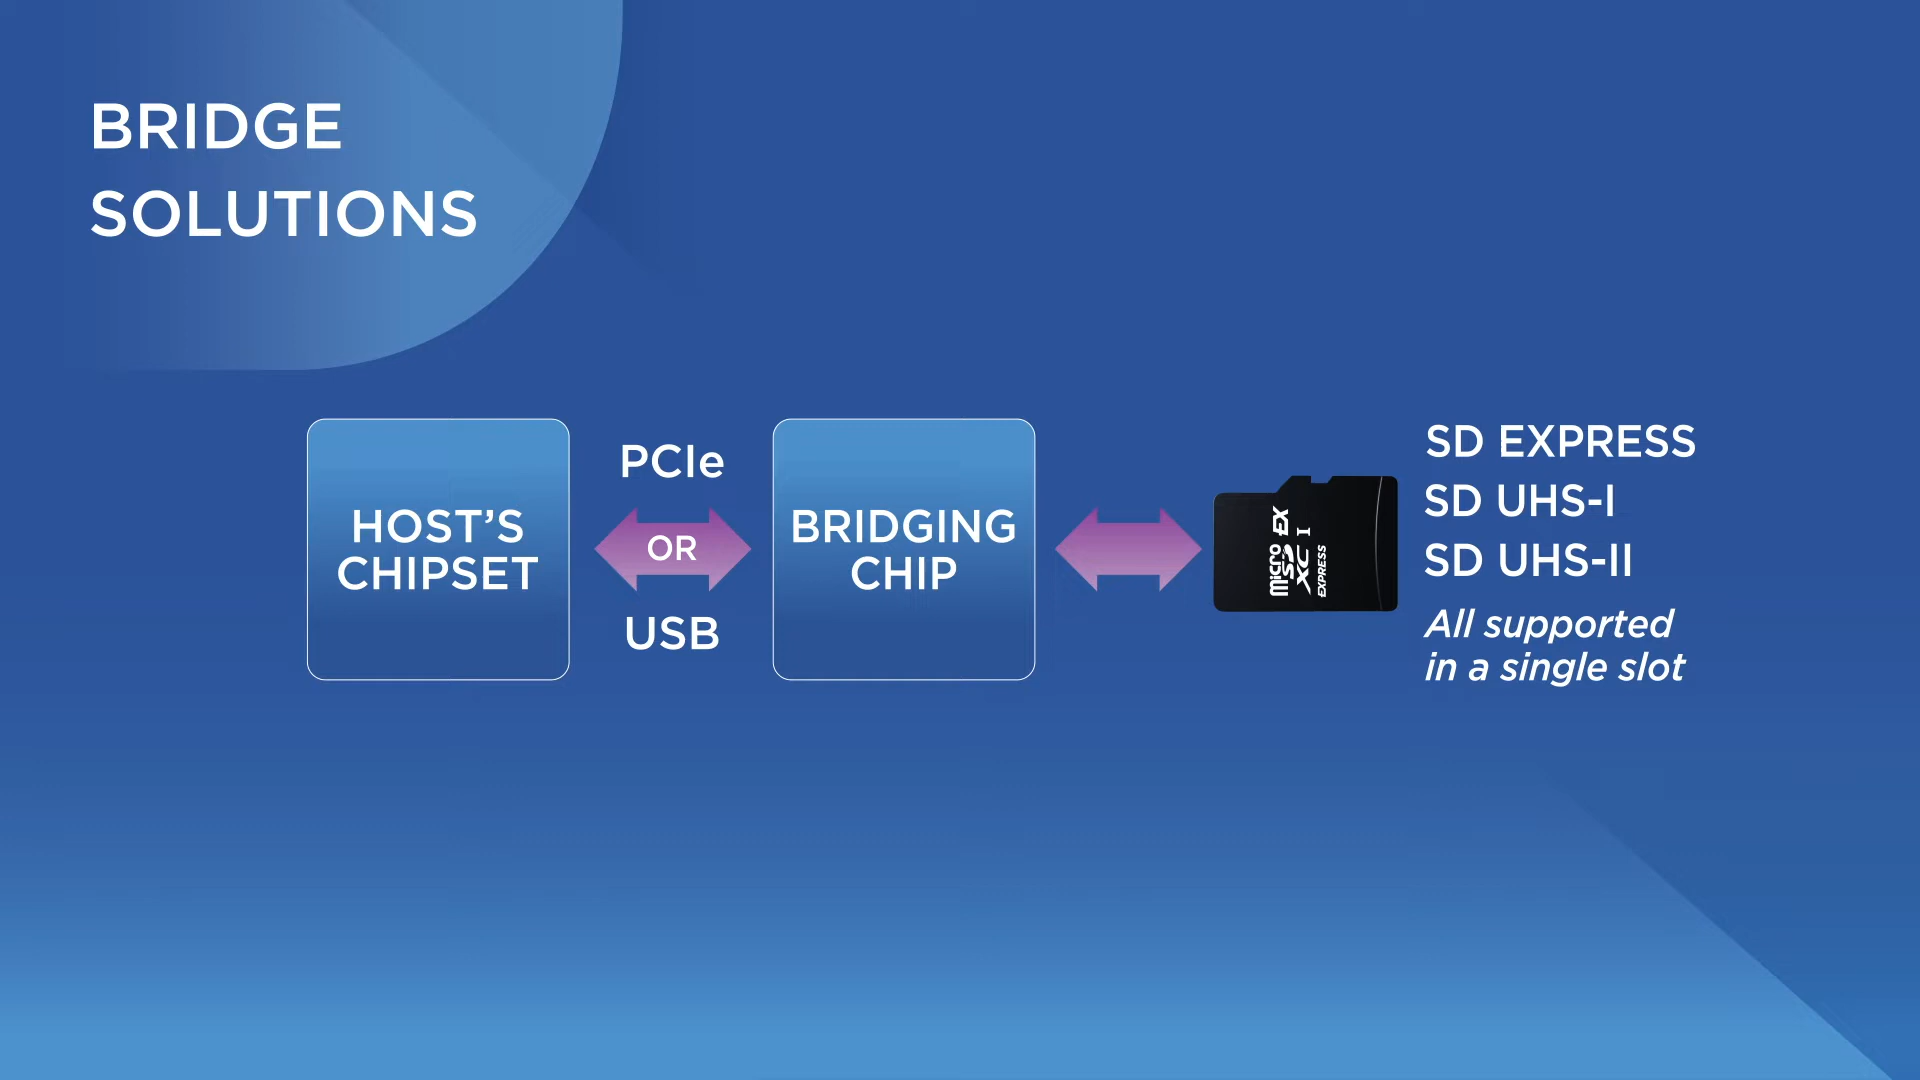 BRIDGE
SOLUTIONS
HOST'S
CHIPSET
PCIe
OR
USB
BRIDGING
CHIP
micro
SD
XC I
EXPRESS
EX
SD EXPRESS
SD UHS-I
SD UHS-II
All supported
in a single slot